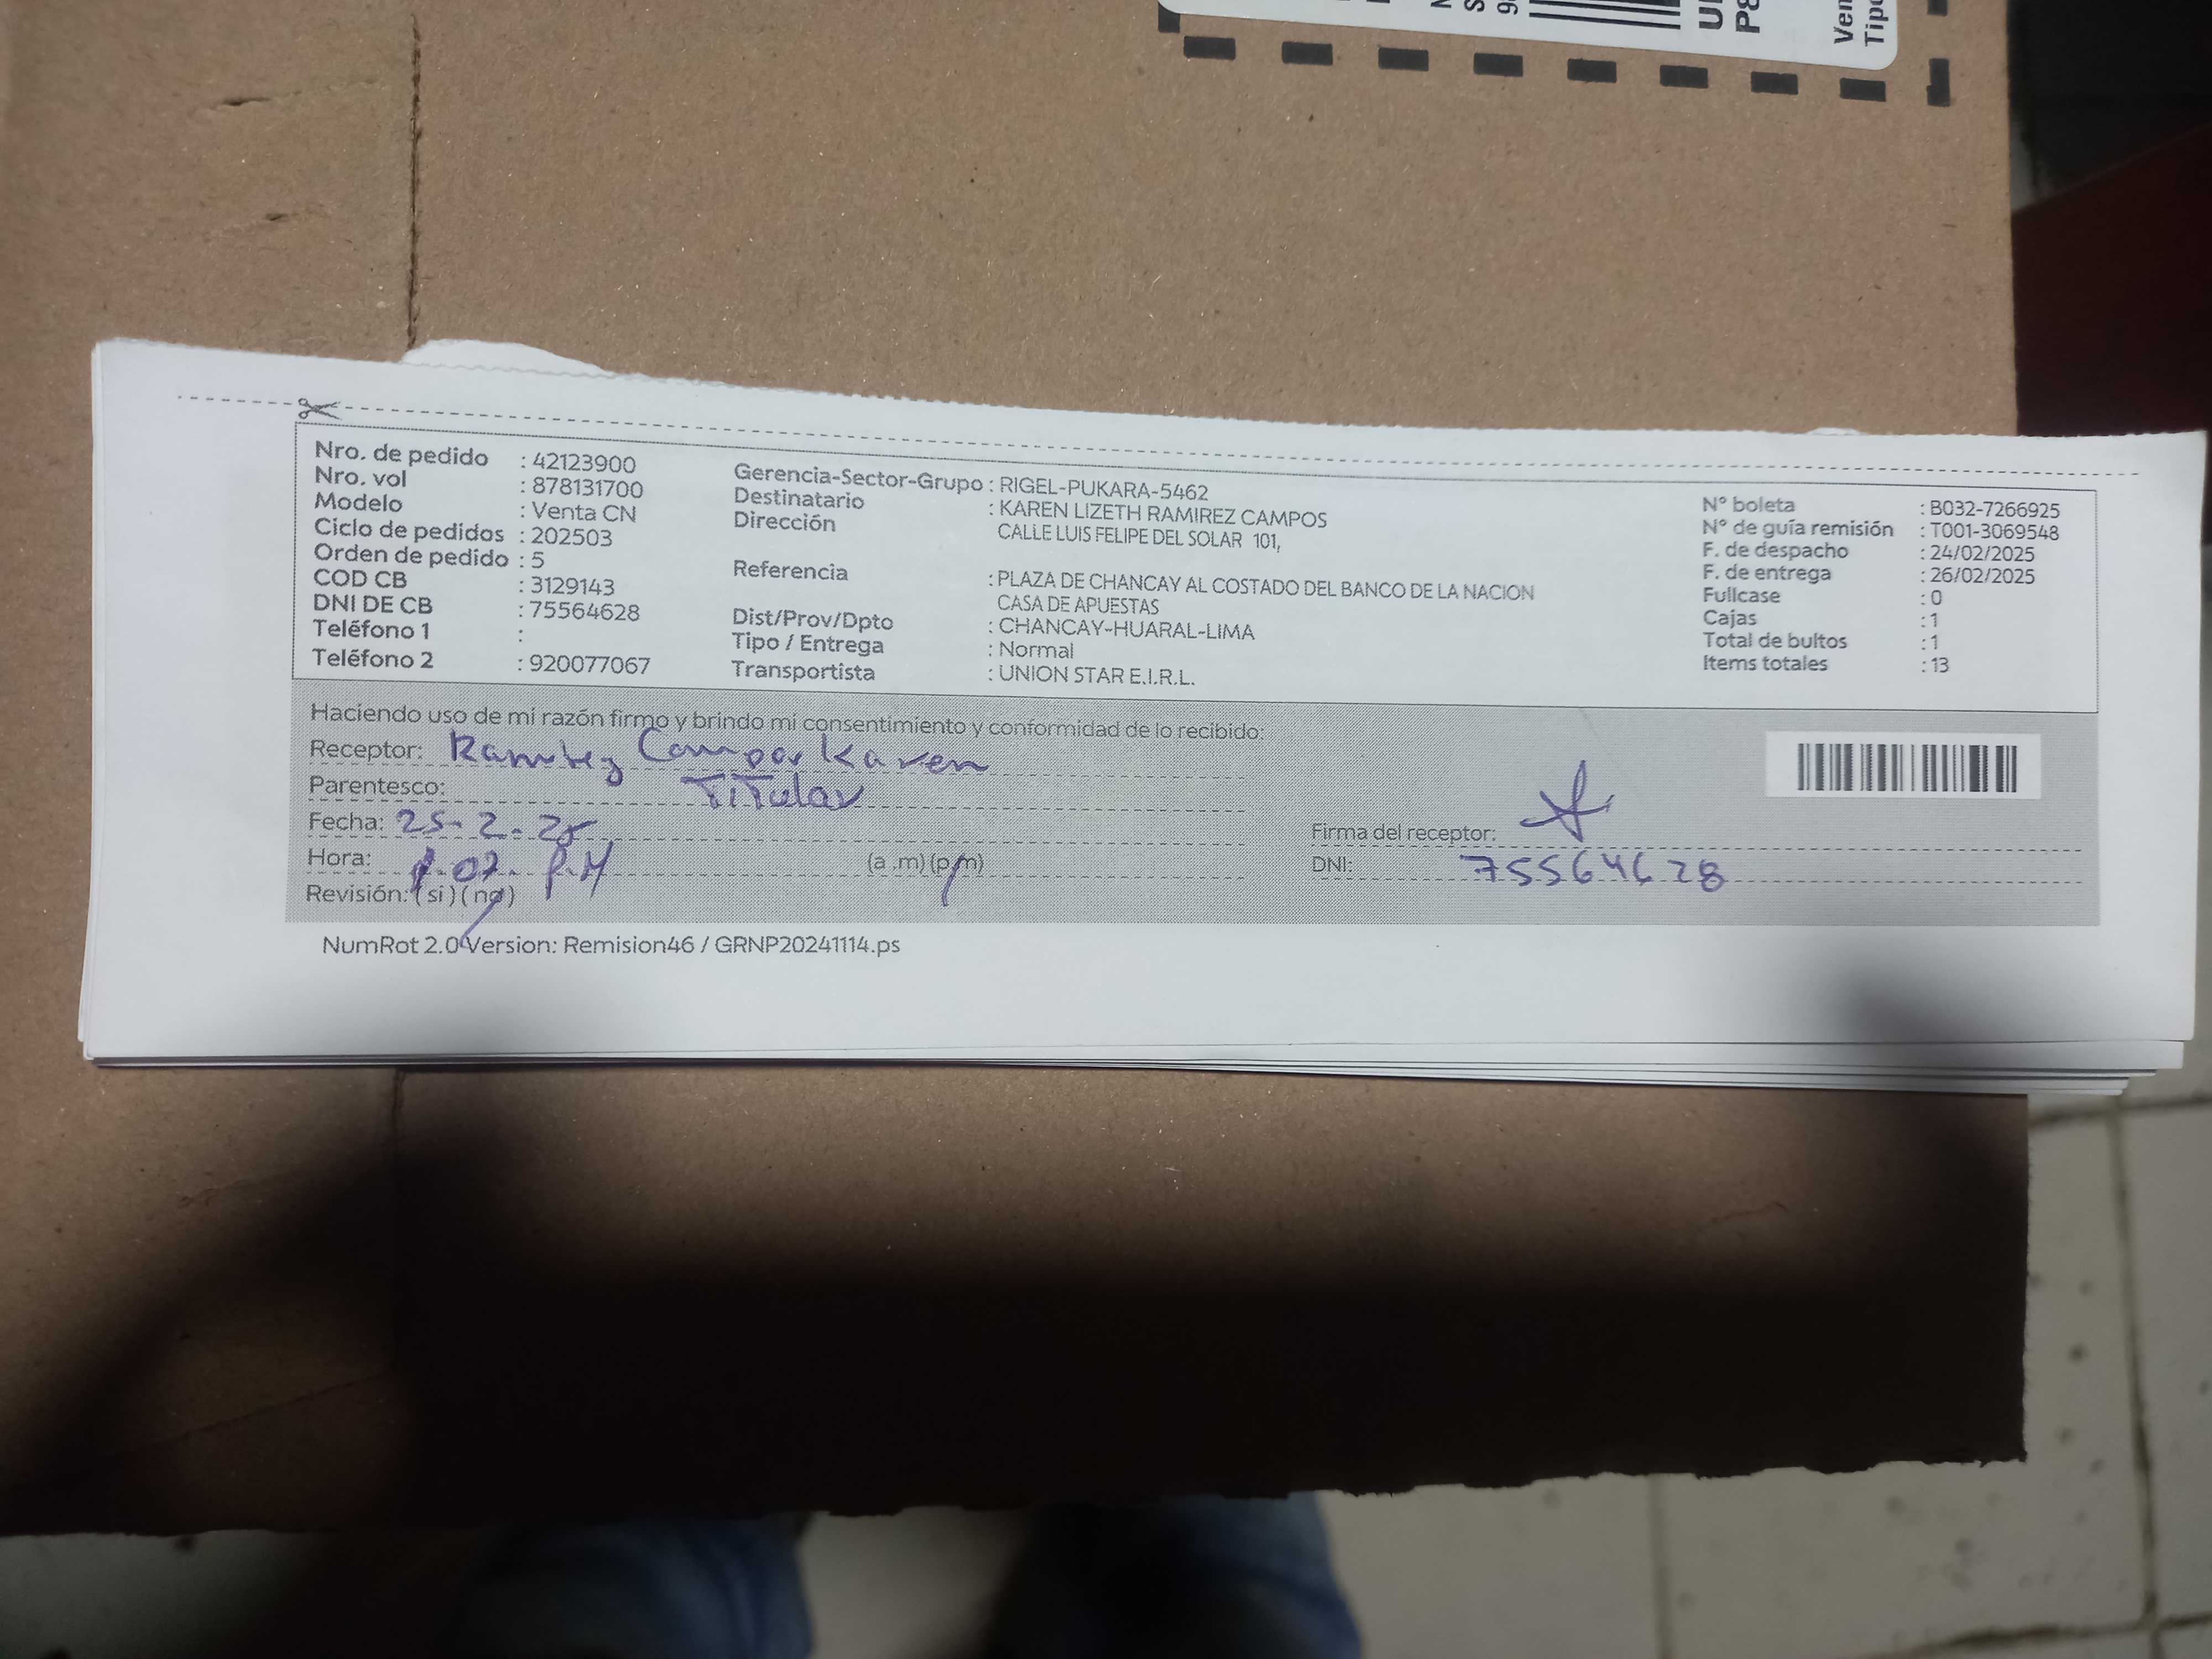 Ven
Tipo
Nro. de pedido : 42123900
Nro. vol : 878131700
Modelo : Venta CN
Ciclo de pedidos : 202503
Orden de pedido : 5
COD CB : 3129143
DNI DE CB : 75564628
Teléfono 1 :
Teléfono 2 : 920077067
Gerencia-Sector-Grupo : RIGEL-PUKARA-5462
Destinatario : KAREN LIZETH RAMIREZ CAMPOS
Dirección CALLE LUIS FELIPE DEL SOLAR 101,
Referencia : PLAZA DE CHANCAY AL COSTADO DEL BANCO DE LA NACION
CASA DE APUESTAS
Dist/Prov/Dpto : CHANCAY-HUARAL-LIMA
Tipo / Entrega : Normal
Transportista : UNION STAR E.I.R.L.
N° boleta : B032-7266925
N° de guía remisión : T001-3069548
F. de despacho : 24/02/2025
F. de entrega : 26/02/2025
Fullcase : 0
Cajas : 1
Total de bultos : 1
Items totales : 13
Haciendo uso de mi razón firmo y brindo mi consentimiento y conformidad de lo recibido:
Receptor: Ramirez Campos Karen
Parentesco: Titular
Fecha: 25-2-25
Hora: P.M (a .m) (p.m)
Revisión: ( si ) ( no )
Firma del receptor:
DNI: 75564628
NumRot 2.0 Version: Remision46 / GRNP20241114.ps